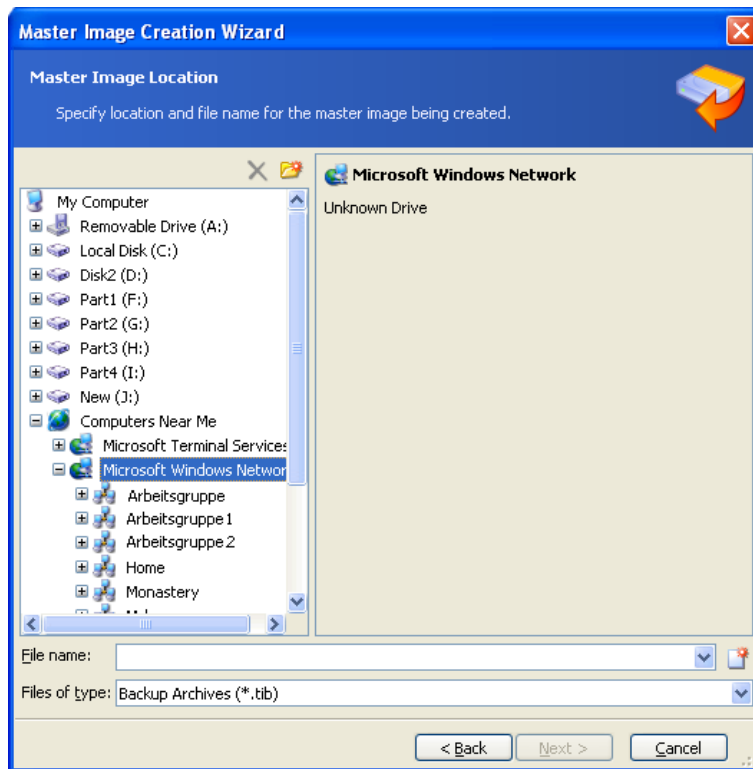 Master Image Creation Wizard
Master Image Location
Specify location and file name for the master image being created.
My Computer
Removable Drive (A:)
Local Disk (C:)
Disk2 (D:)
Part1 (F:)
Part2 (G:)
Part3 (H:)
Part4 (I:)
New (J:)
Computers Near Me
Microsoft Terminal Services
Microsoft Windows Networ
Arbeitsgruppe
Arbeitsgruppe1
Arbeitsgruppe2
Home
Monastery
Microsoft Windows Network
Unknown Drive
File name:
Files of type: Backup Archives (*.tib)
< Back Next > Cancel